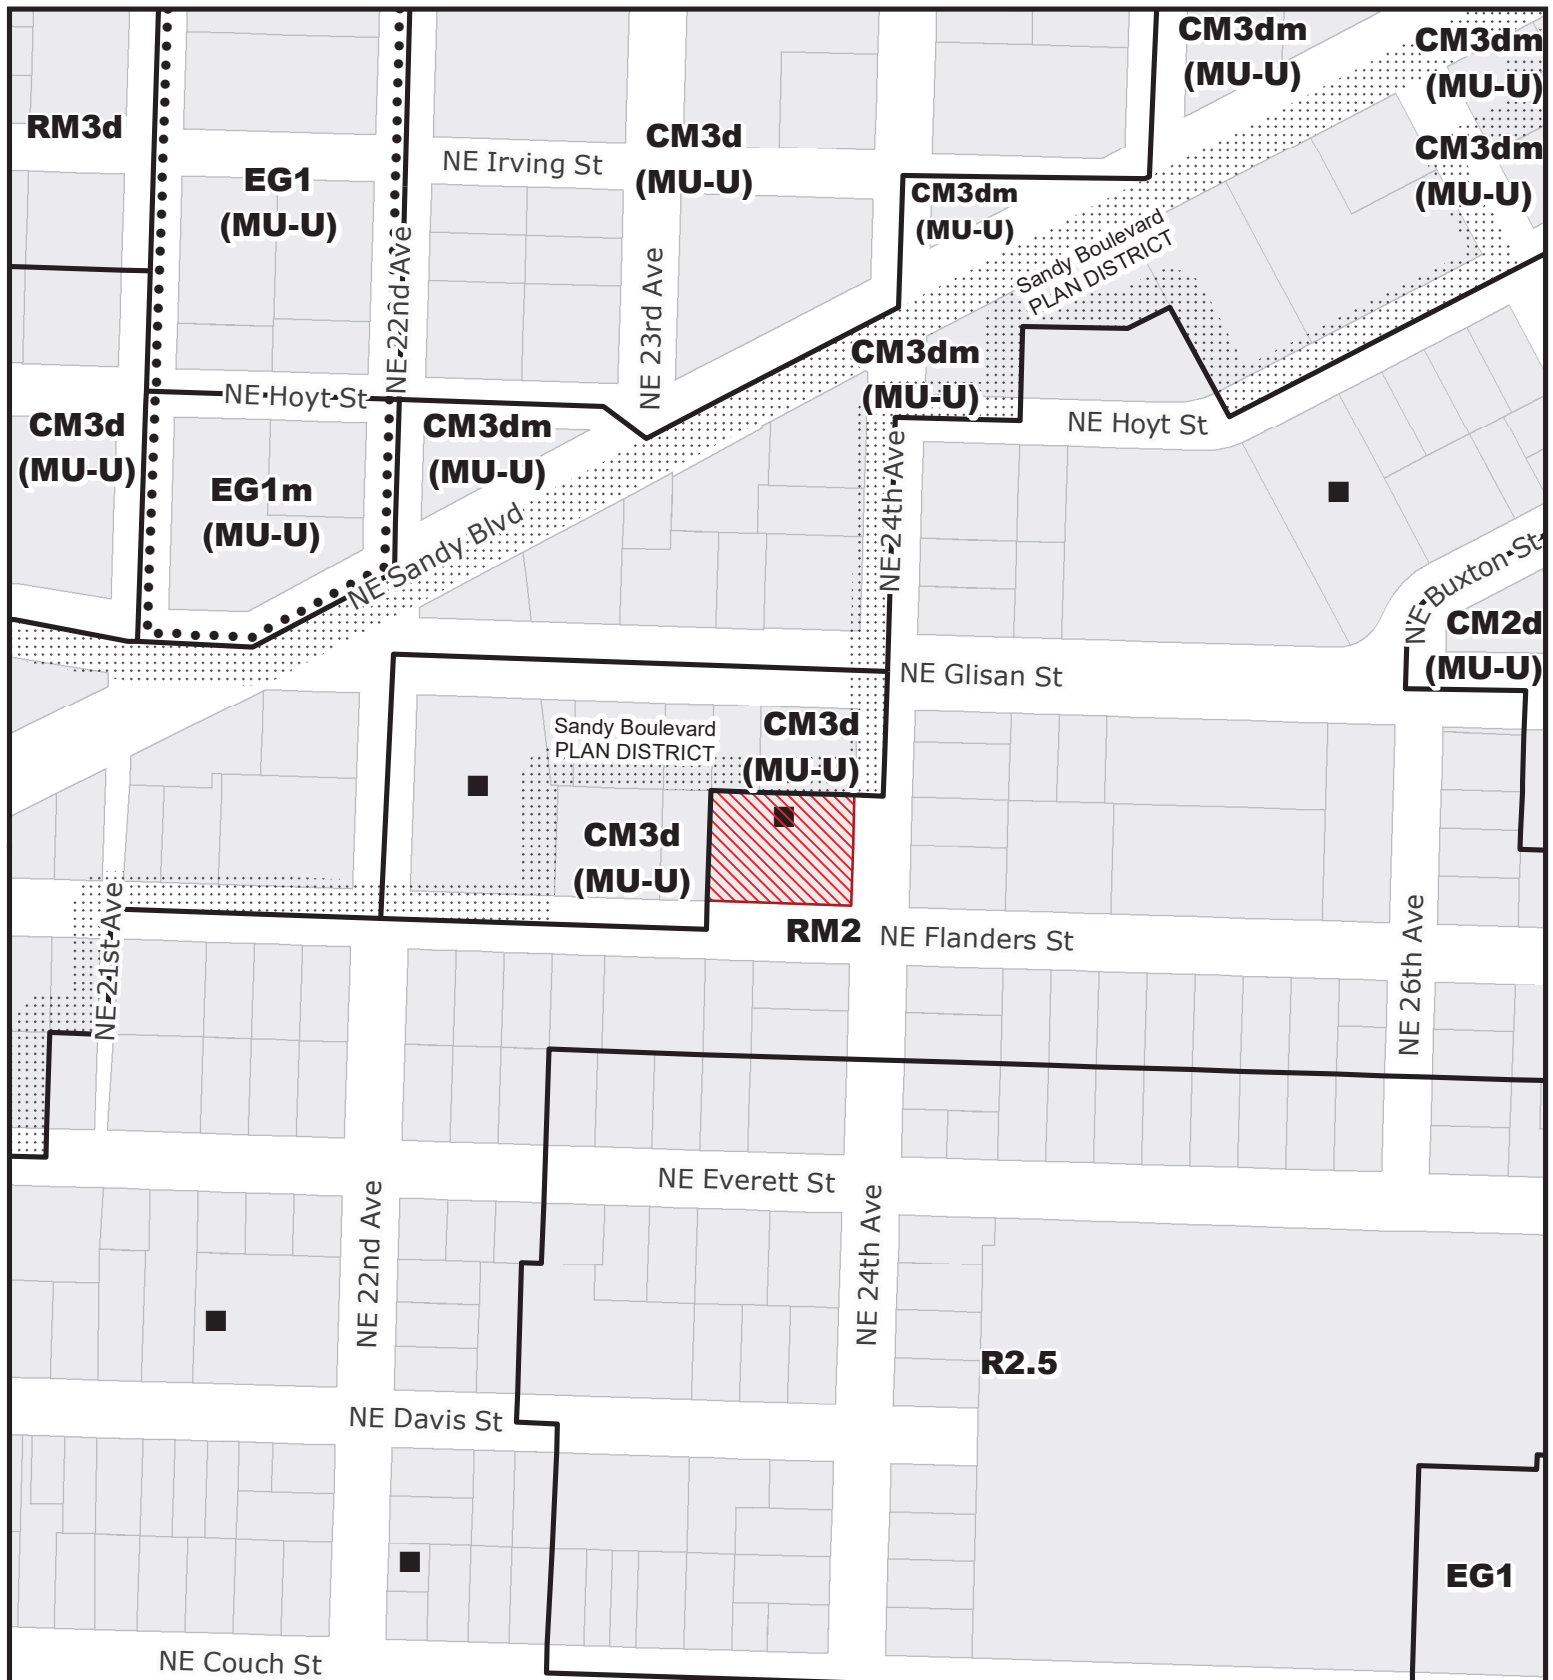 CM3dm
(MU-U)
CM3dm
(MU-U)
RM3d
CM3d
(MU-U)
CM3dm
(MU-U)
NE Irving St
EG1
(MU-U)
CM3dm
(MU-U)
Sandy Boulevard
PLAN DISTRICT
NE 22nd Ave
NE 23rd Ave
CM3dm
(MU-U)
NE Hoyt St
NE Hoyt St
CM3d
(MU-U)
CM3dm
(MU-U)
EG1m
(MU-U)
NE Sandy Blvd
NE 24th Ave
NE Buxton St
CM2d
(MU-U)
NE Glisan St
Sandy Boulevard
PLAN DISTRICT
CM3d
(MU-U)
CM3d
(MU-U)
RM2
NE Flanders St
NE 21st Ave
NE 26th Ave
NE Everett St
NE 22nd Ave
NE 24th Ave
R2.5
NE Davis St
EG1
NE Couch St